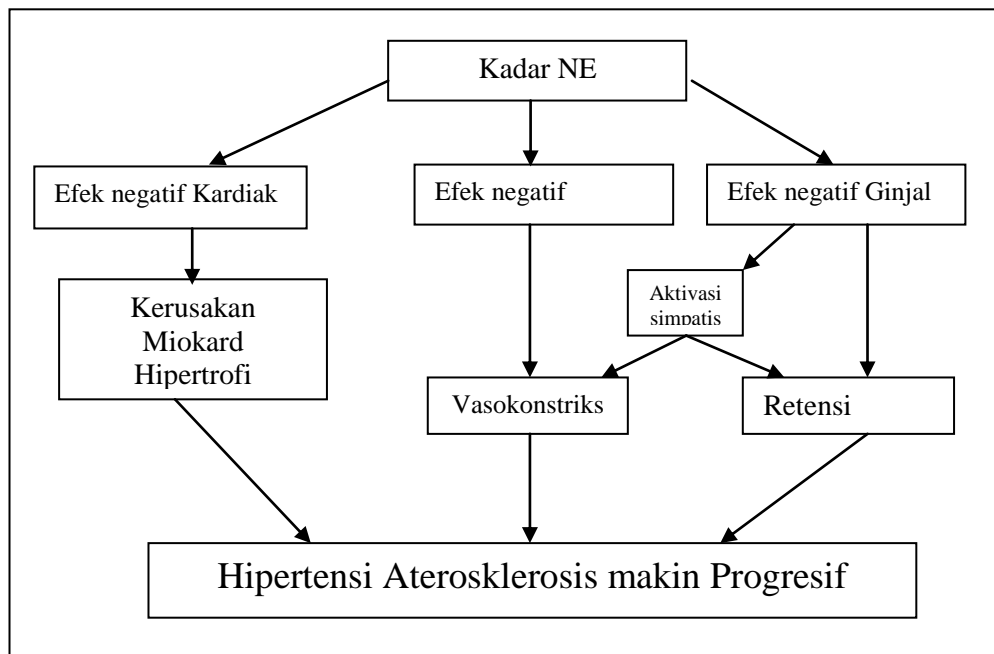 Kadar NE
Efek negatif Kardiak
Efek negatif
Efek negatif Ginjal
Aktivasi
simpatis
Kerusakan
Miokard
Hipertrofi
Vasokonstriks
Retensi
Hipertensi Aterosklerosis makin Progresif